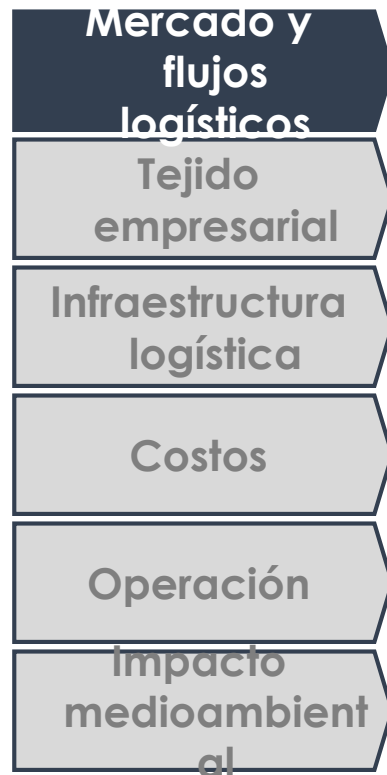 Mercado y
flujos
logísticos
Tejido
empresarial
Infraestructura
logística
Costos
Operación
Impacto
medioambient
al